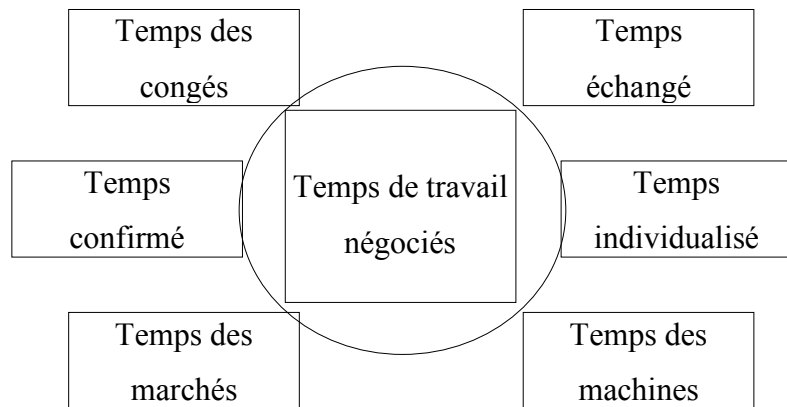 Temps des
congés
Temps
échangé
Temps
confirmé
Temps de travail
négociés
Temps
individualisé
Temps des
marchés
Temps des
machines